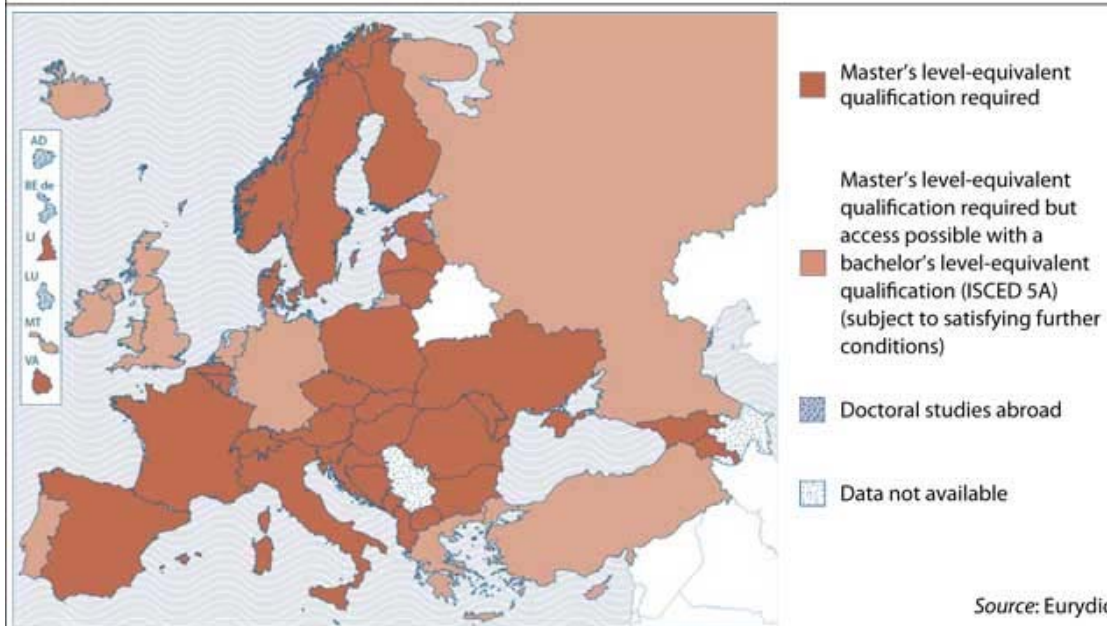 AD
BE de
LI
LU
MT
VA
Master's level-equivalent
qualification required
Master's level-equivalent
qualification required but
access possible with a
bachelor's level-equivalent
qualification (ISCED 5A)
(subject to satisfying further
conditions)
Doctoral studies abroad
Data not available
Source: Eurydic